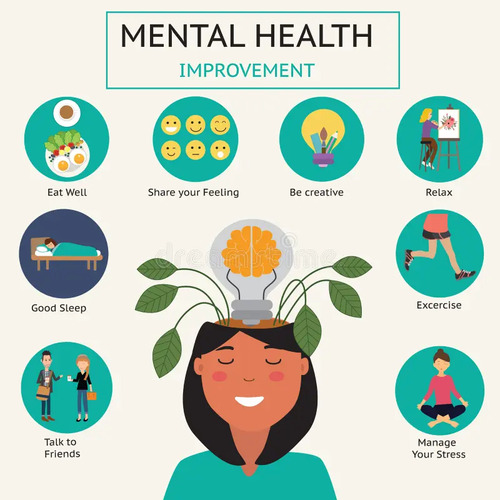 MENTAL HEALTH
IMPROVEMENT
Eat Well
Share your Feeling
Be creative
Relax
Good Sleep
Excercise
Talk to
Friends
Manage
Your Stress
dreamstime